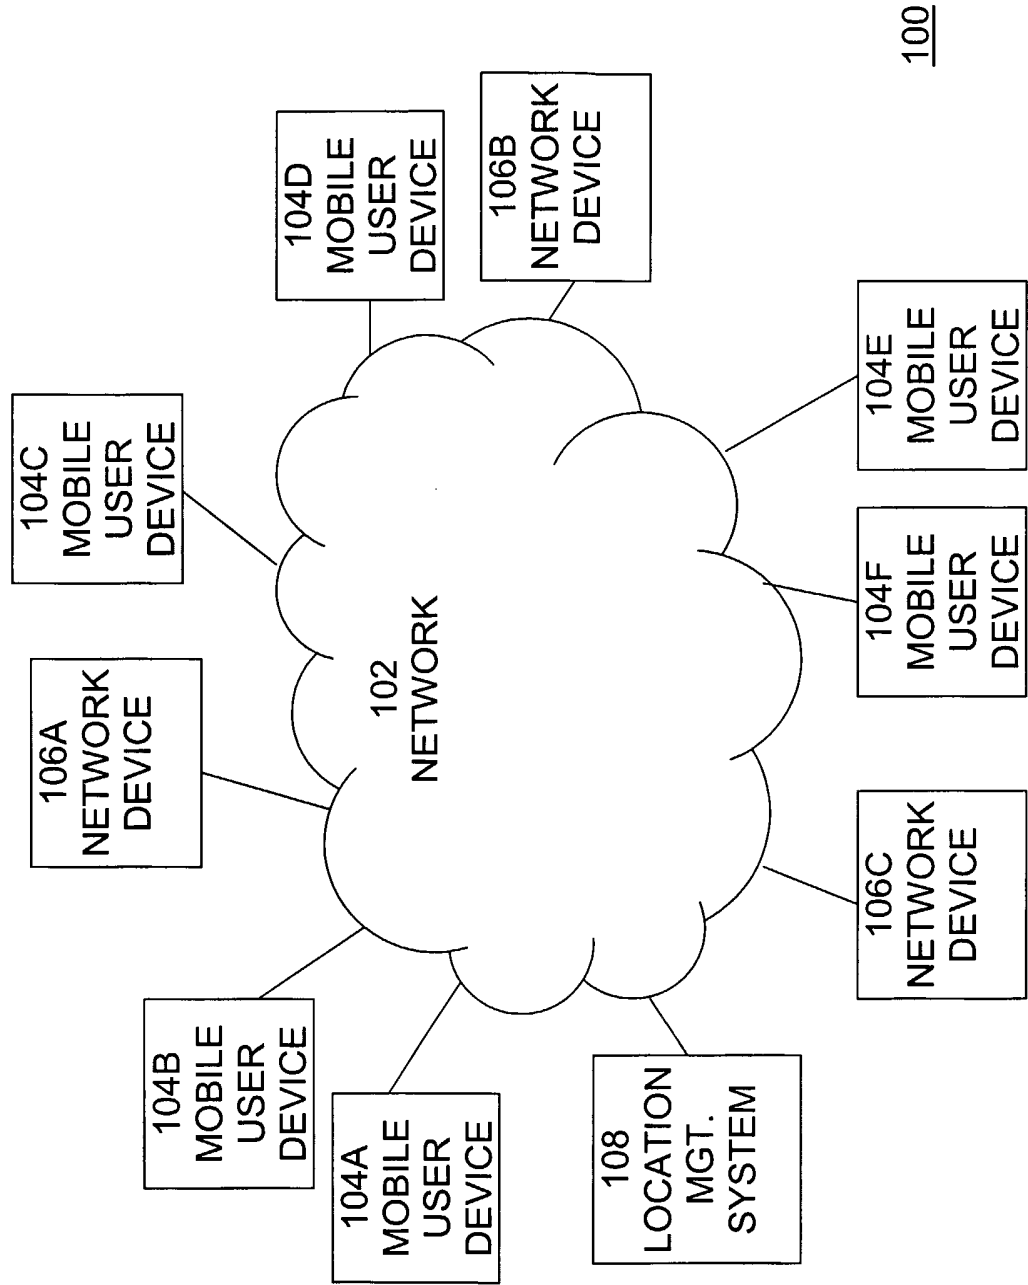 106A
NETWORK
DEVICE
104C
MOBILE
USER
DEVICE
104B
MOBILE
USER
DEVICE
104D
MOBILE
USER
DEVICE
104A
MOBILE
USER
DEVICE
102
NETWORK
106B
NETWORK
DEVICE
108
LOCATION
MGT.
SYSTEM
106C
NETWORK
DEVICE
104F
MOBILE
USER
DEVICE
104E
MOBILE
USER
DEVICE
100